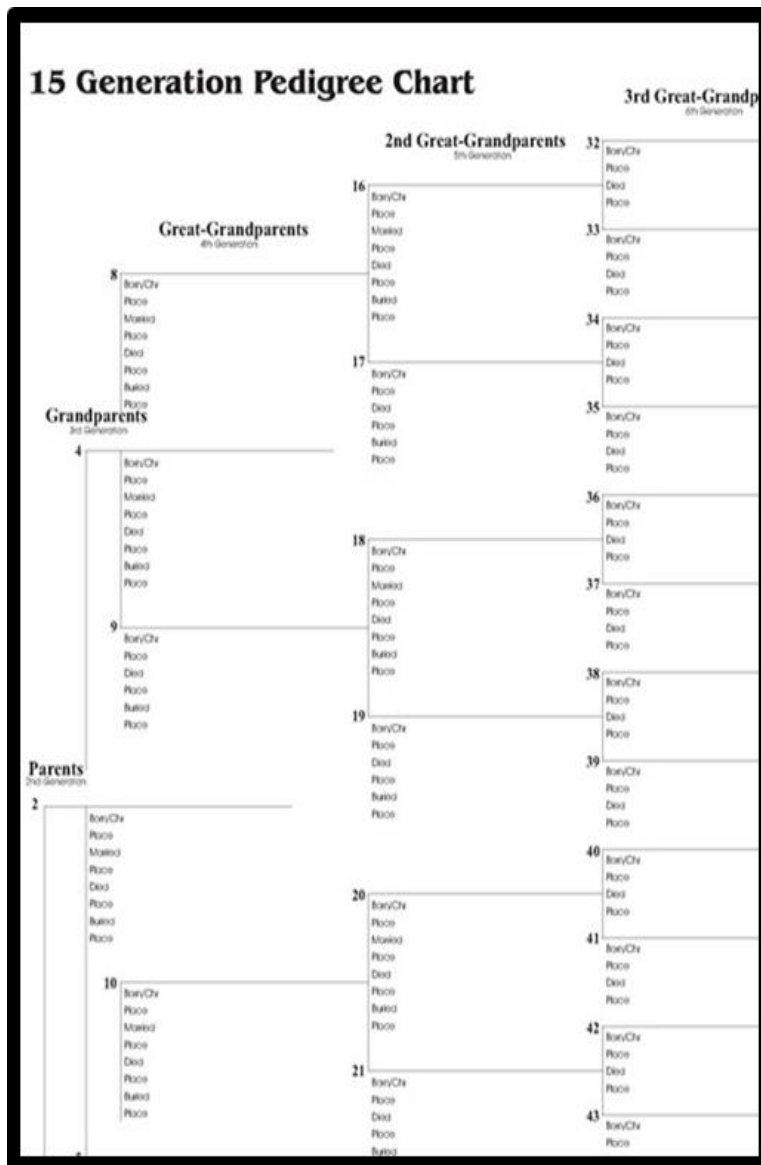 15 Generation Pedigree Chart
Parents
2nd Generation
2
Born/Chr
Place
Married
Place
Died
Place
Buried
Place
Grandparents
3rd Generation
4
Born/Chr
Place
Married
Place
Died
Place
Buried
Place
Great-Grandparents
4th Generation
8
Born/Chr
Place
Married
Place
Died
Place
Buried
Place
9
Born/Chr
Place
Died
Place
Buried
Place
10
Born/Chr
Place
Married
Place
Died
Place
Buried
Place
2nd Great-Grandparents
5th Generation
16
Born/Chr
Place
Married
Place
Died
Place
Buried
Place
17
Born/Chr
Place
Died
Place
Buried
Place
18
Born/Chr
Place
Married
Place
Died
Place
Buried
Place
19
Born/Chr
Place
Died
Place
Buried
Place
20
Born/Chr
Place
Married
Place
Died
Place
Buried
Place
21
Born/Chr
Place
Died
Place
Buried
3rd Great-Grandp
6th Generation
32
Born/Chr
Place
Died
Place
33
Born/Chr
Place
Died
Place
34
Born/Chr
Place
Died
Place
35
Born/Chr
Place
Died
Place
36
Born/Chr
Place
Died
Place
37
Born/Chr
Place
Died
Place
38
Born/Chr
Place
Died
Place
39
Born/Chr
Place
Died
Place
40
Born/Chr
Place
Died
Place
41
Born/Chr
Place
Died
Place
42
Born/Chr
Place
Died
Place
43
Born/Chr
Place